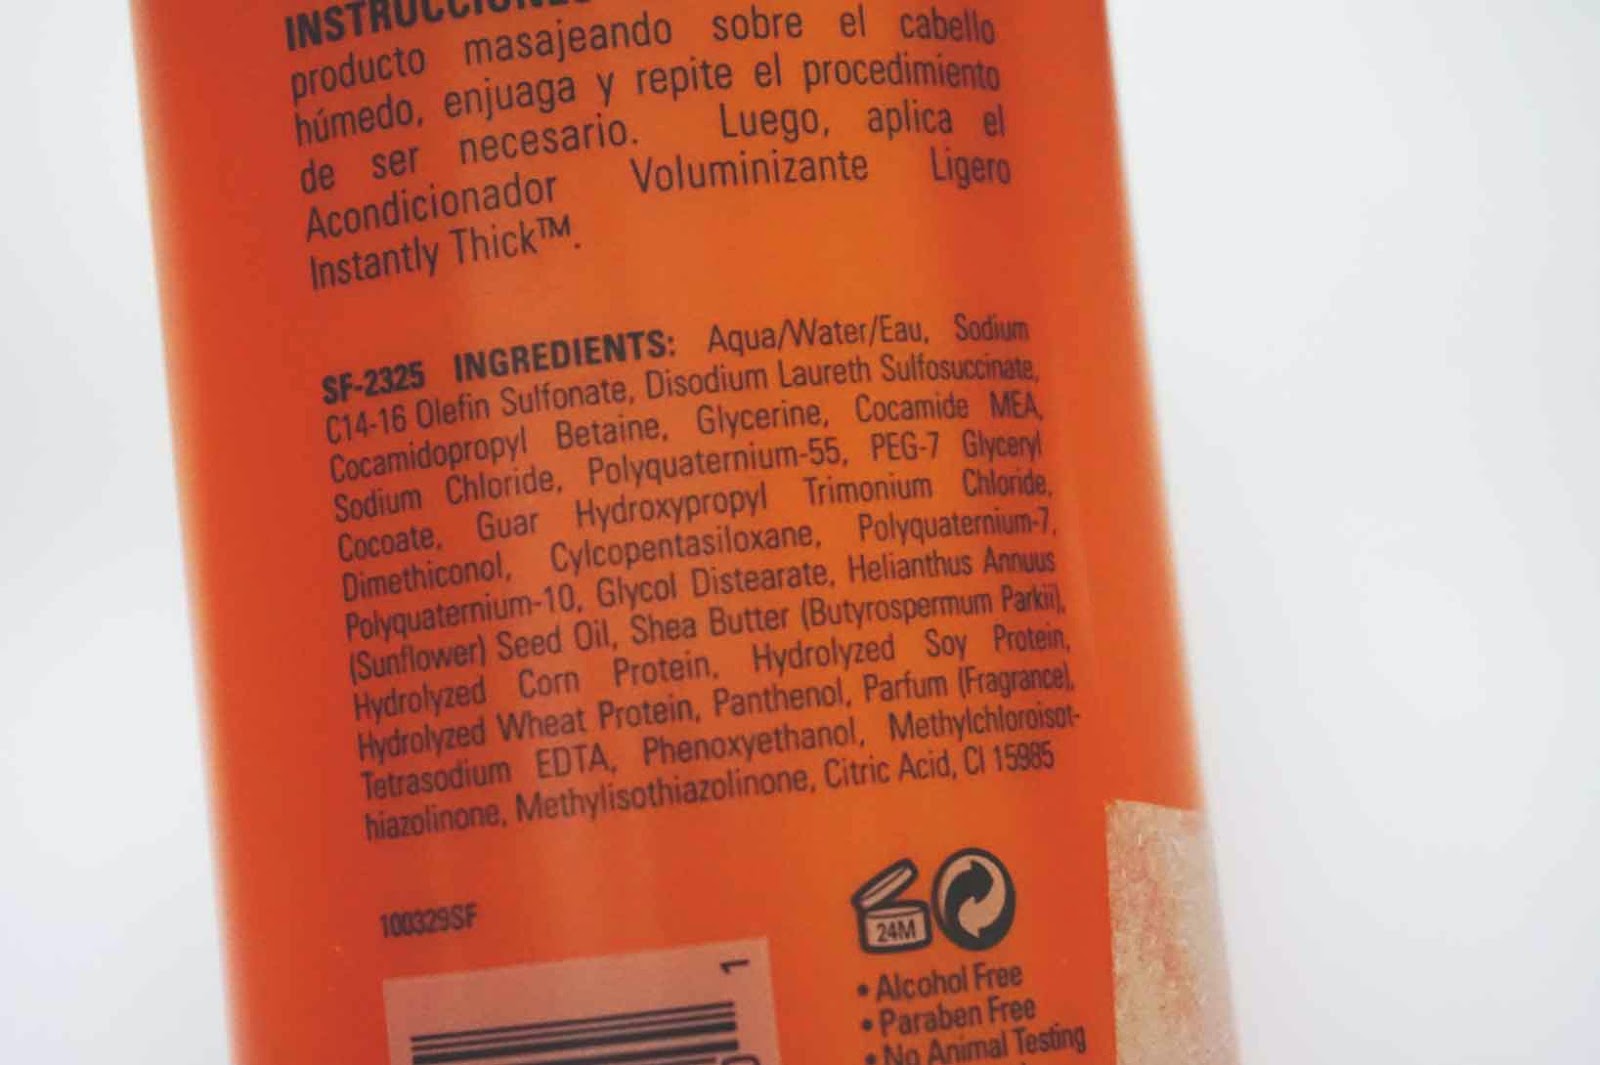 INSTRUCCIONES
producto masajeando sobre el cabello
húmedo, enjuaga y repite el procedimiento
de ser necesario. Luego, aplica el
Acondicionador Voluminizante Ligero
Instantly Thick™.
SF-2325 INGREDIENTS: Aqua/Water/Eau, Sodium
C14-16 Olefin Sulfonate, Disodium Laureth Sulfosuccinate,
Cocamidopropyl Betaine, Glycerine, Cocamide MEA,
Sodium Chloride, Polyquaternium-55, PEG-7 Glyceryl
Cocoate, Guar Hydroxypropyl Trimonium Chloride,
Dimethiconol, Cylcopentasiloxane, Polyquaternium-7,
Polyquaternium-10, Glycol Distearate, Helianthus Annuus
(Sunflower) Seed Oil, Shea Butter (Butyrospermum Parkii),
Hydrolyzed Corn Protein, Hydrolyzed Soy Protein,
Hydrolyzed Wheat Protein, Panthenol, Parfum (Fragrance),
Tetrasodium EDTA, Phenoxyethanol, Methylchloroisot-
hiazolinone, Methylisothiazolinone, Citric Acid, CI 15985
100329SF
24M
1
• Alcohol Free
• Paraben Free
• No Animal Testing